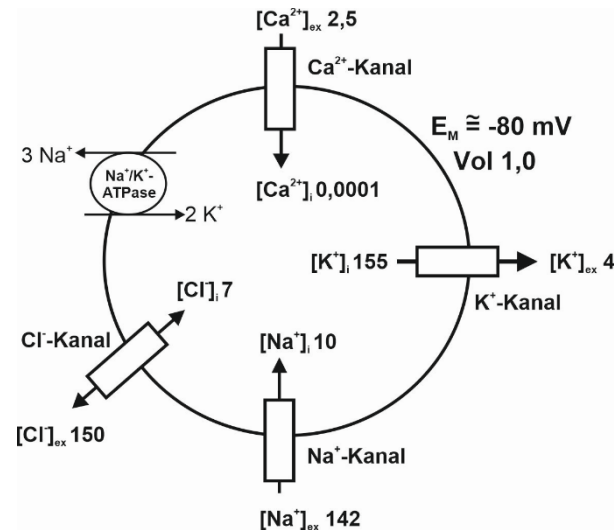 [Ca²⁺]ₑₓ 2,5
Ca²⁺-Kanal
E_M ≅ -80 mV
Vol 1,0
3 Na⁺
Na⁺/K⁺-
ATPase
2 K⁺
[Ca²⁺]ᵢ 0,0001
[K⁺]ᵢ 155
[K⁺]ₑₓ 4
K⁺-Kanal
[Cl⁻]ᵢ 7
Cl⁻-Kanal
[Cl⁻]ₑₓ 150
[Na⁺]ᵢ 10
Na⁺-Kanal
[Na⁺]ₑₓ 142